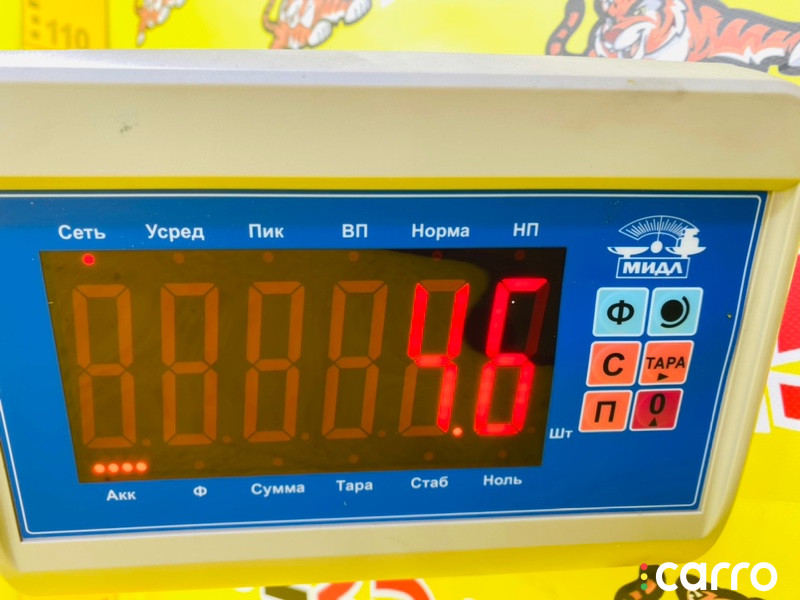 110
Сеть Усред Пик ВП Норма НП
МИДЛ
4.6
Ф
С ТАРА
П 0
Шт
Акк Ф Сумма Тара Стаб Ноль
carro